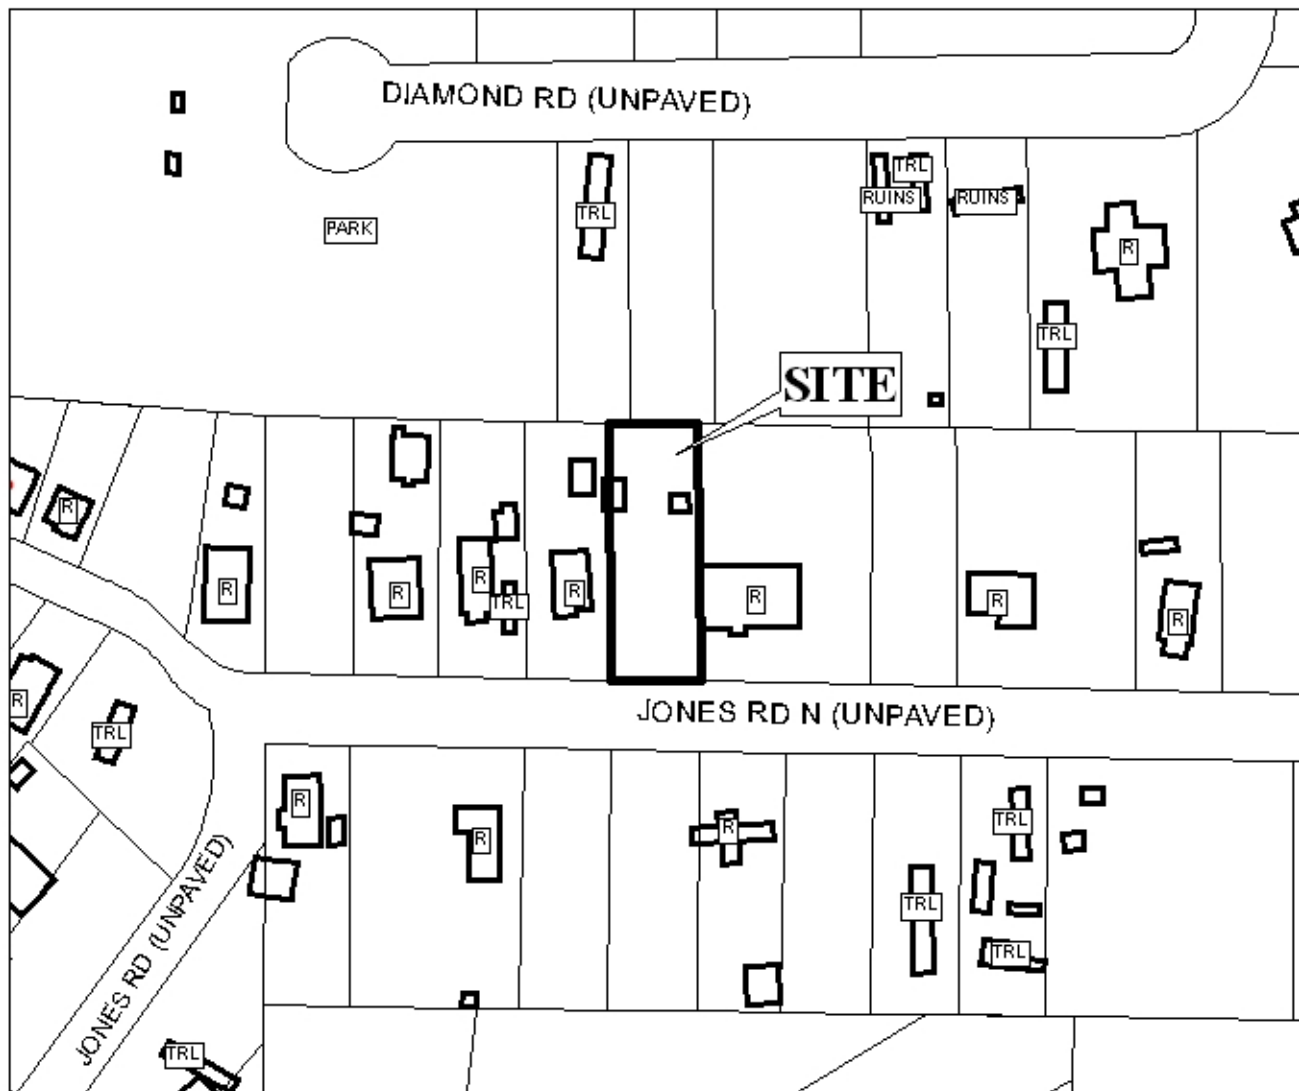 DIAMOND RD (UNPAVED)
TRL
RUINS
RUINS
TRL
PARK
R
TRL
SITE
R
R
R
R
TRL
R
R
R
R
R
TRL
JONES RD N (UNPAVED)
R
R
R
TRL
TRL
TRL
JONES RD (UNPAVED)
TRL